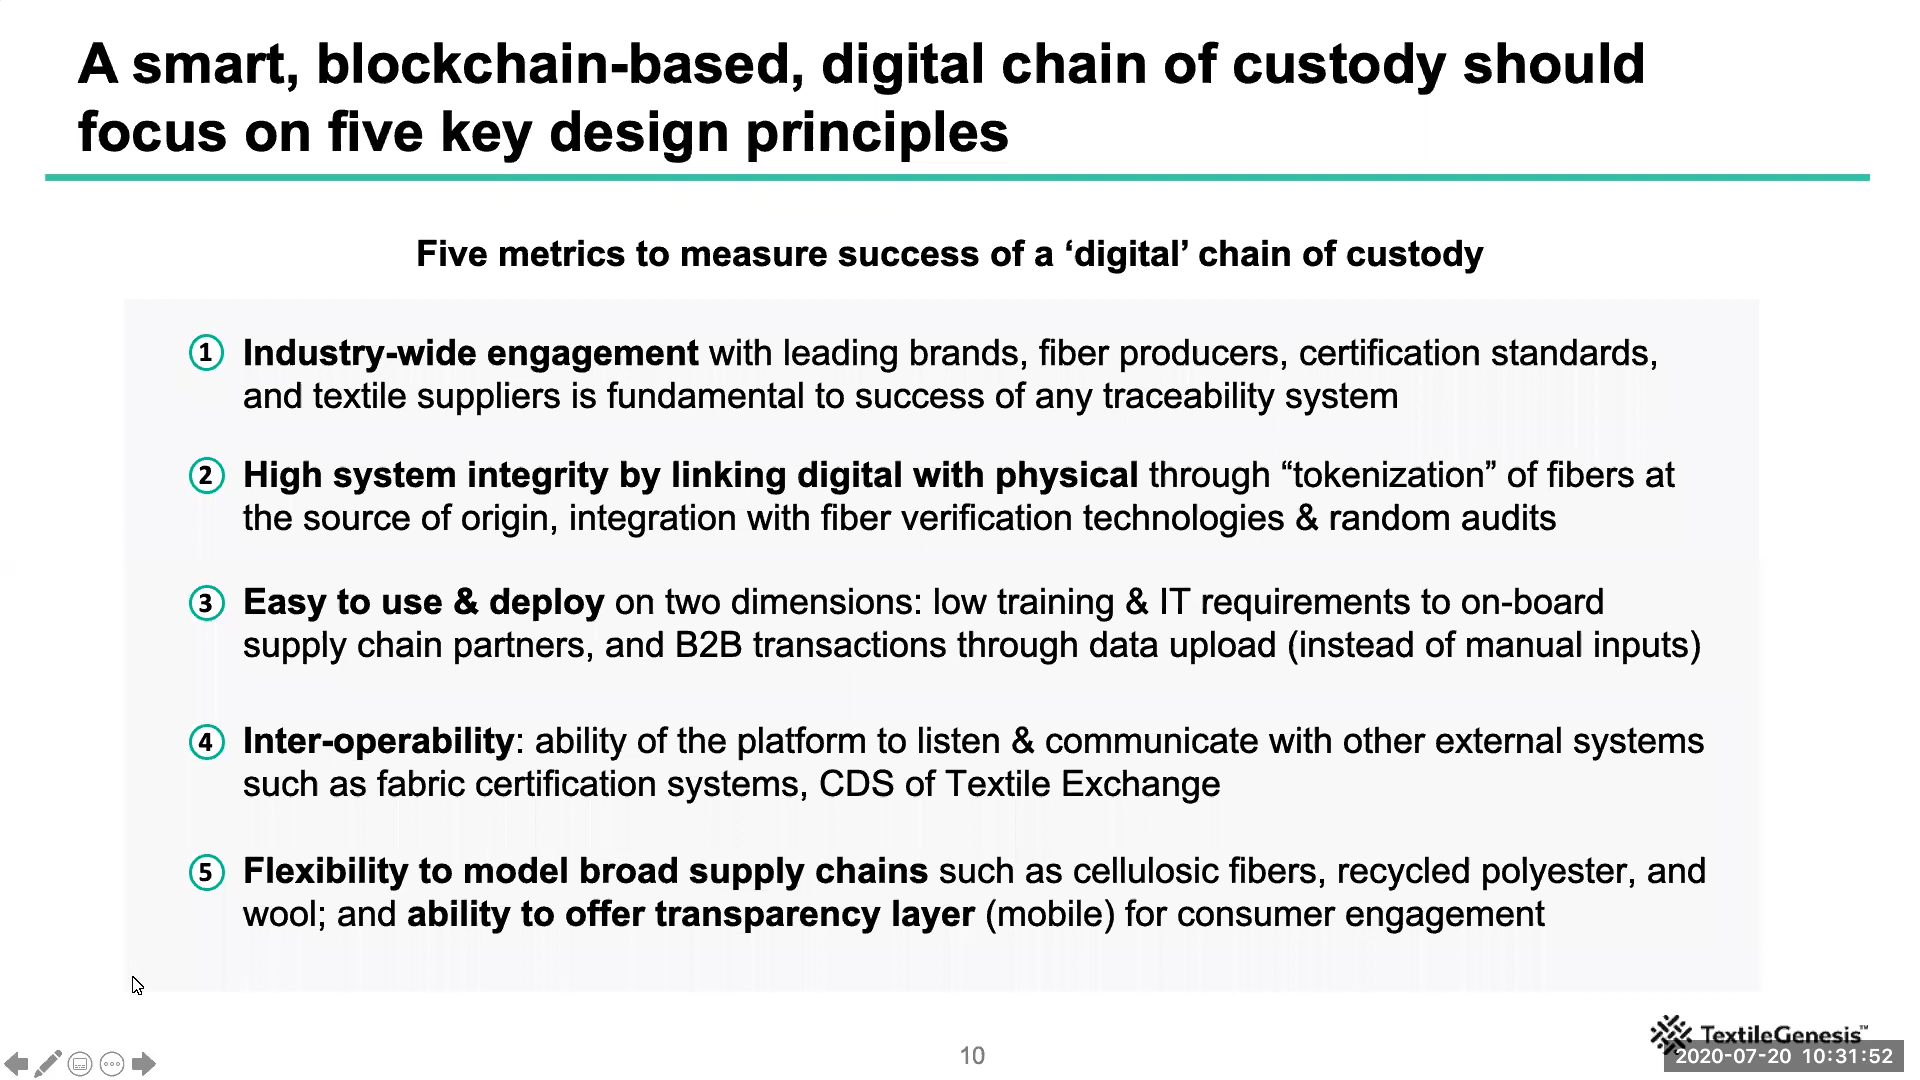 A smart, blockchain-based, digital chain of custody should
focus on five key design principles
Five metrics to measure success of a ‘digital’ chain of custody
1 Industry-wide engagement with leading brands, fiber producers, certification standards,
and textile suppliers is fundamental to success of any traceability system
2 High system integrity by linking digital with physical through “tokenization” of fibers at
the source of origin, integration with fiber verification technologies & random audits
3 Easy to use & deploy on two dimensions: low training & IT requirements to on-board
supply chain partners, and B2B transactions through data upload (instead of manual inputs)
4 Inter-operability: ability of the platform to listen & communicate with other external systems
such as fabric certification systems, CDS of Textile Exchange
5 Flexibility to model broad supply chains such as cellulosic fibers, recycled polyester, and
wool; and ability to offer transparency layer (mobile) for consumer engagement
10
TextileGenesis™
2020-07-20 10:31:52